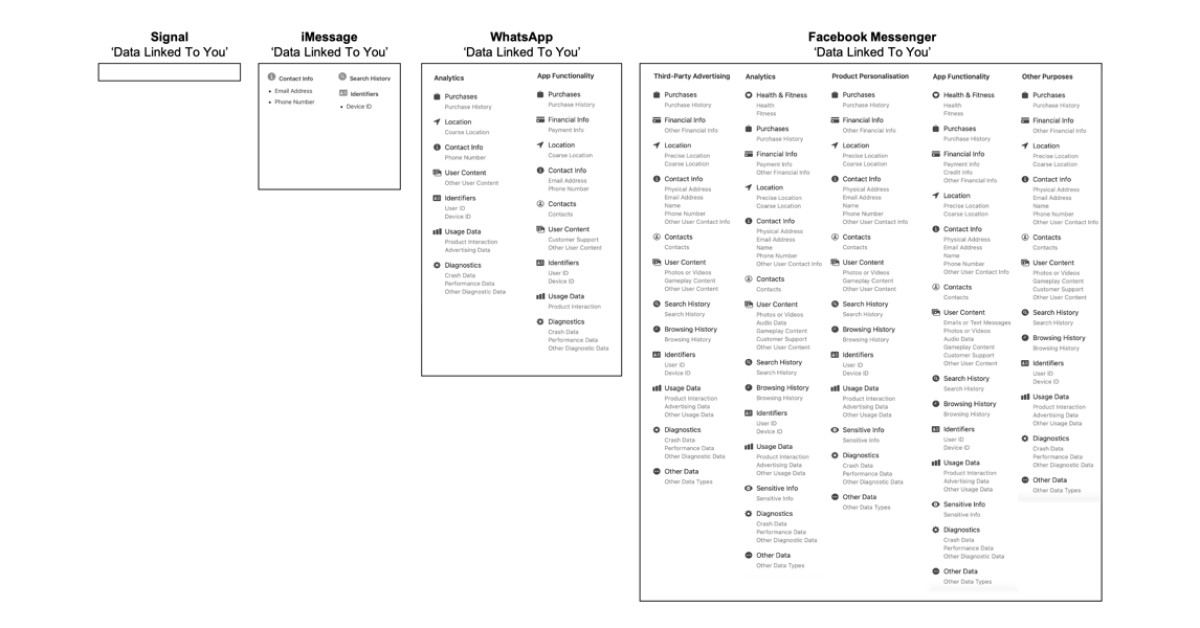 Signal
'Data Linked To You'
iMessage
'Data Linked To You'
Contact Info
• Email Address
• Phone Number
Search History
Identifiers
• Device ID
WhatsApp
'Data Linked To You'
Analytics
Purchases
Purchase History
Location
Coarse Location
Contact Info
Phone Number
User Content
Other User Content
Identifiers
User ID
Device ID
Usage Data
Product Interaction
Advertising Data
Diagnostics
Crash Data
Performance Data
Other Diagnostic Data
App Functionality
Purchases
Purchase History
Financial Info
Payment Info
Location
Coarse Location
Contact Info
Email Address
Phone Number
Contacts
Contacts
User Content
Customer Support
Other User Content
Identifiers
User ID
Device ID
Usage Data
Product Interaction
Diagnostics
Crash Data
Performance Data
Other Diagnostic Data
Facebook Messenger
'Data Linked To You'
Third-Party Advertising
Purchases
Purchase History
Financial Info
Other Financial Info
Location
Precise Location
Coarse Location
Contact Info
Physical Address
Email Address
Name
Phone Number
Other User Contact Info
Contacts
Contacts
User Content
Photos or Videos
Gameplay Content
Other User Content
Search History
Search History
Browsing History
Browsing History
Identifiers
User ID
Device ID
Usage Data
Product Interaction
Advertising Data
Other Usage Data
Diagnostics
Crash Data
Performance Data
Other Diagnostic Data
Other Data
Other Data Types
Analytics
Health & Fitness
Health
Fitness
Purchases
Purchase History
Financial Info
Payment Info
Other Financial Info
Location
Precise Location
Coarse Location
Contact Info
Physical Address
Email Address
Name
Phone Number
Other User Contact Info
Contacts
Contacts
User Content
Photos or Videos
Audio Data
Gameplay Content
Customer Support
Other User Content
Search History
Search History
Browsing History
Browsing History
Identifiers
User ID
Device ID
Usage Data
Product Interaction
Advertising Data
Other Usage Data
Sensitive Info
Sensitive Info
Diagnostics
Crash Data
Performance Data
Other Diagnostic Data
Other Data
Other Data Types
Product Personalisation
Purchases
Purchase History
Financial Info
Other Financial Info
Location
Precise Location
Coarse Location
Contact Info
Physical Address
Email Address
Name
Phone Number
Other User Contact Info
Contacts
Contacts
User Content
Photos or Videos
Gameplay Content
Other User Content
Search History
Search History
Browsing History
Browsing History
Identifiers
User ID
Device ID
Usage Data
Product Interaction
Advertising Data
Other Usage Data
Sensitive Info
Sensitive Info
Diagnostics
Crash Data
Performance Data
Other Diagnostic Data
Other Data
Other Data Types
App Functionality
Health & Fitness
Health
Fitness
Purchases
Purchase History
Financial Info
Payment Info
Credit Info
Other Financial Info
Location
Precise Location
Coarse Location
Contact Info
Physical Address
Email Address
Name
Phone Number
Other User Contact Info
Contacts
Contacts
User Content
Emails or Text Messages
Photos or Videos
Audio Data
Gameplay Content
Customer Support
Other User Content
Search History
Search History
Browsing History
Browsing History
Identifiers
User ID
Device ID
Usage Data
Product Interaction
Advertising Data
Other Usage Data
Sensitive Info
Sensitive Info
Diagnostics
Crash Data
Performance Data
Other Diagnostic Data
Other Data
Other Data Types
Other Purposes
Purchases
Purchase History
Financial Info
Other Financial Info
Location
Precise Location
Coarse Location
Contact Info
Physical Address
Email Address
Name
Phone Number
Other User Contact Info
Contacts
Contacts
User Content
Photos or Videos
Gameplay Content
Customer Support
Other User Content
Search History
Search History
Browsing History
Browsing History
Identifiers
User ID
Device ID
Usage Data
Product Interaction
Advertising Data
Other Usage Data
Diagnostics
Crash Data
Performance Data
Other Diagnostic Data
Other Data
Other Data Types